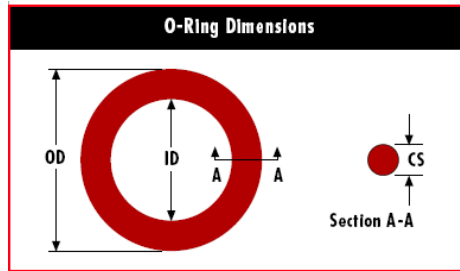 O-Ring Dimensions
OD
ID
A
A
CS
Section A-A